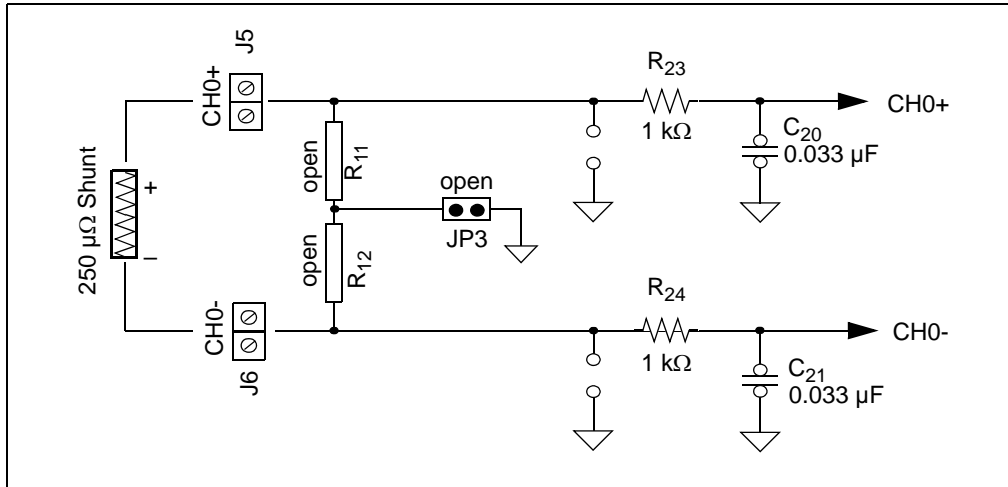 J5
CH0+
R23
1 kΩ
CH0+
C20
0.033 µF
open
R11
open
JP3
250 µΩ Shunt
+
–
open
R12
CH0-
J6
R24
1 kΩ
CH0-
C21
0.033 µF